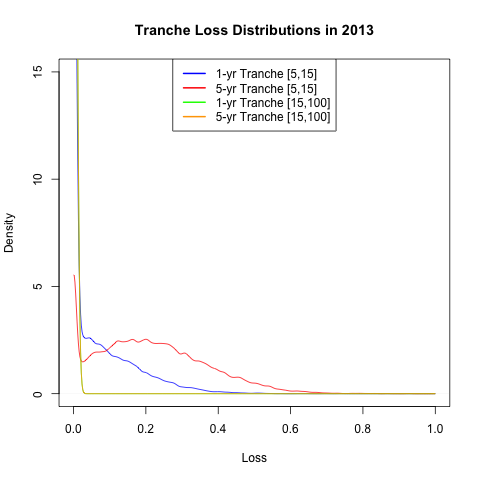 Tranche Loss Distributions in 2013
1-yr Tranche [5,15]
5-yr Tranche [5,15]
1-yr Tranche [15,100]
5-yr Tranche [15,100]
15
10
5
0
Density
0.0 0.2 0.4 0.6 0.8 1.0
Loss